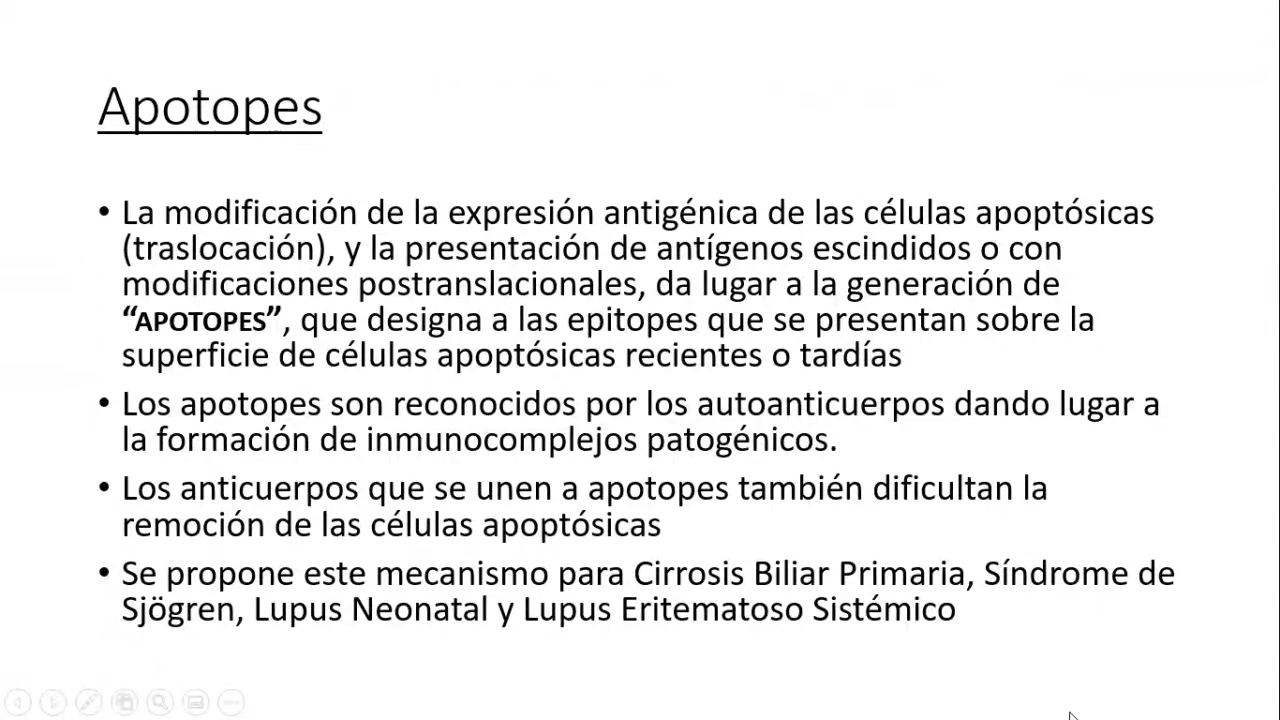 Apotopes
• La modificación de la expresión antigénica de las células apoptósicas
(traslocación), y la presentación de antígenos escindidos o con
modificaciones postranslacionales, da lugar a la generación de
“APOTOPES”, que designa a las epitopes que se presentan sobre la
superficie de células apoptósicas recientes o tardías
• Los apotopes son reconocidos por los autoanticuerpos dando lugar a
la formación de inmunocomplejos patogénicos.
• Los anticuerpos que se unen a apotopes también dificultan la
remoción de las células apoptósicas
• Se propone este mecanismo para Cirrosis Biliar Primaria, Síndrome de
Sjögren, Lupus Neonatal y Lupus Eritematoso Sistémico